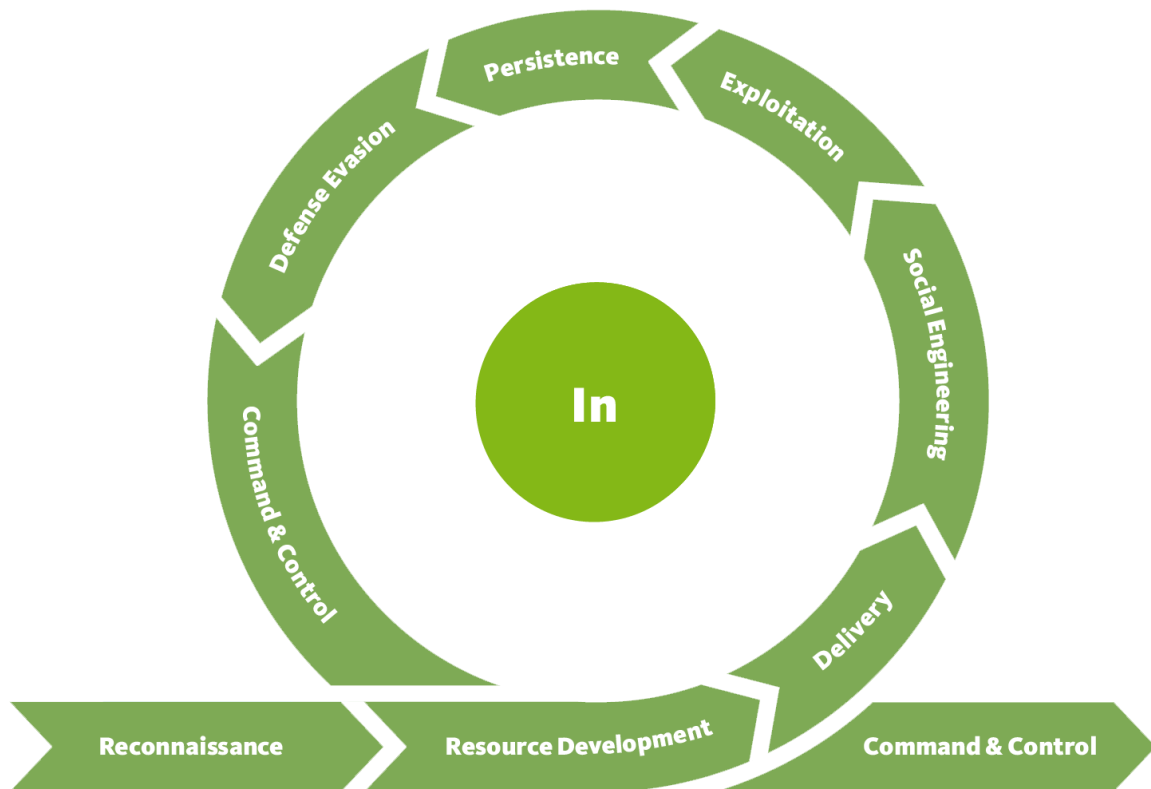 Reconnaissance
Resource Development
Delivery
Social Engineering
Exploitation
Persistence
Defense Evasion
Command & Control
Command & Control
In